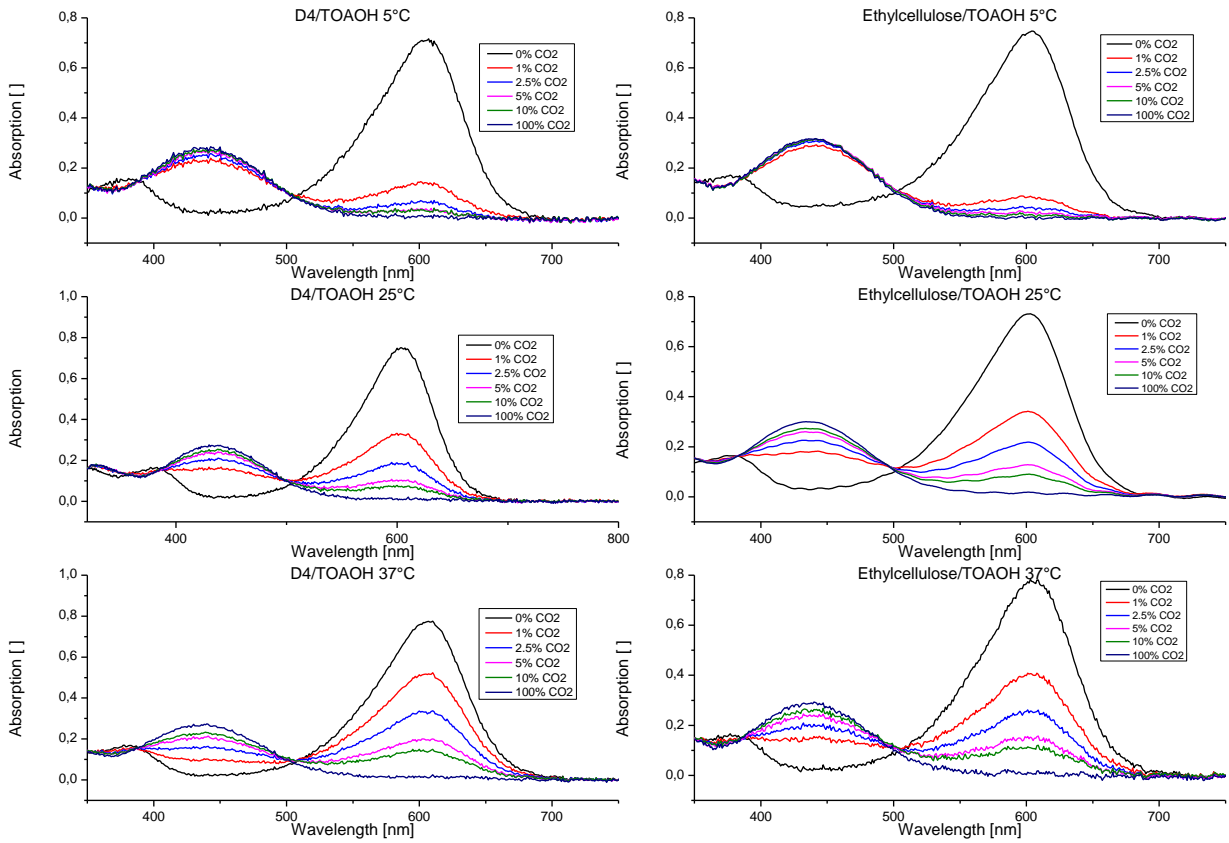 D4/TOAOH 5°C
0,8
0,6
0,4
0,2
0,0
Absorption [ ]
0% CO2
1% CO2
2.5% CO2
5% CO2
10% CO2
100% CO2
400 500 600 700
Wavelength [nm]
Ethylcellulose/TOAOH 5°C
0,8
0,6
0,4
0,2
0,0
Absorption [ ]
0% CO2
1% CO2
2.5% CO2
5% CO2
10% CO2
100% CO2
400 500 600 700
Wavelength [nm]
D4/TOAOH 25°C
1,0
0,8
0,6
0,4
0,2
0,0
Absorption
0% CO2
1% CO2
2.5% CO2
5% CO2
10% CO2
100% CO2
400 500 600 700 800
Wavelength [nm]
Ethylcellulose/TOAOH 25°C
0,8
0,6
0,4
0,2
0,0
Absorption [ ]
0% CO2
1% CO2
2.5% CO2
5% CO2
10% CO2
100% CO2
400 500 600 700
Wavelength [nm]
D4/TOAOH 37°C
1,0
0,8
0,6
0,4
0,2
0,0
Absorption [ ]
0% CO2
1% CO2
2.5% CO2
5% CO2
10% CO2
100% CO2
400 500 600 700
Wavelength [nm]
Ethylcellulose/TOAOH 37°C
0,8
0,6
0,4
0,2
0,0
Absorption [ ]
0% CO2
1% CO2
2.5% CO2
5% CO2
10% CO2
100% CO2
400 500 600 700
Wavelength [nm]